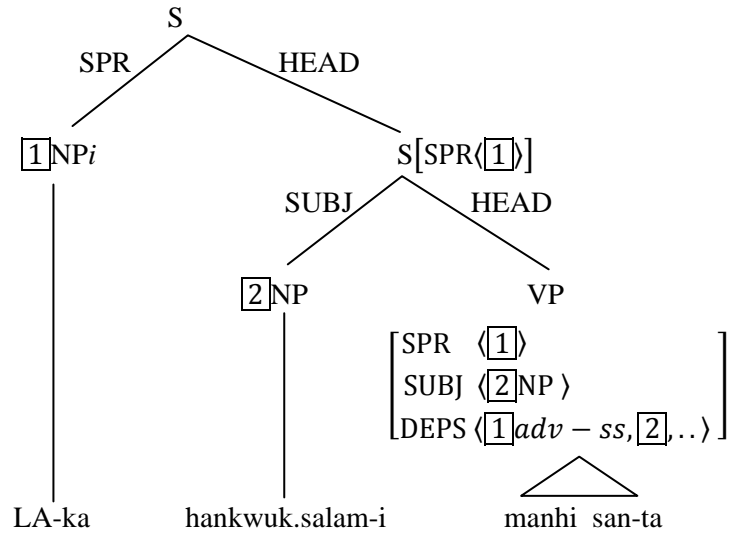 S
SPR HEAD
1 NPi S[SPR⟨1⟩]
SUBJ HEAD
2 NP VP
SPR ⟨1⟩
SUBJ ⟨2 NP ⟩
DEPS ⟨1 adv − ss, 2, . . ⟩
LA-ka hankwuk.salam-i manhi san-ta